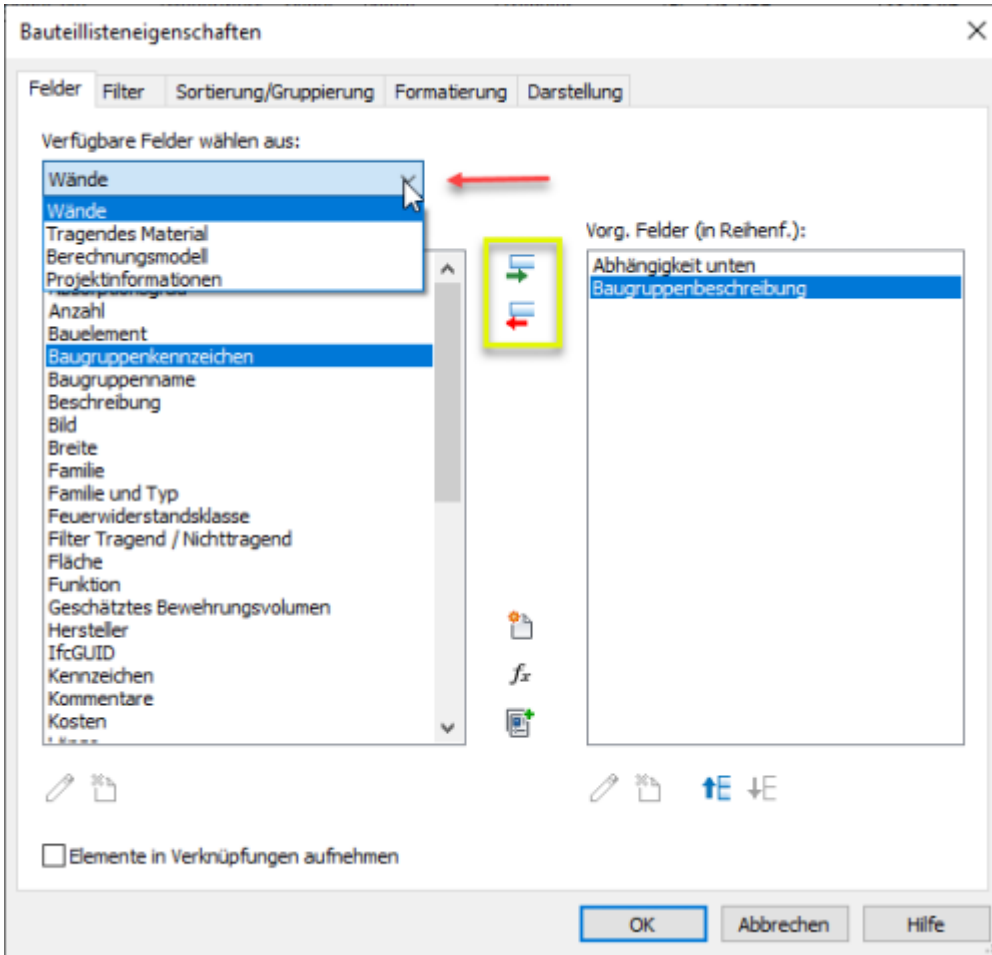 Bauteillisteneigenschaften
Felder Filter Sortierung/Gruppierung Formatierung Darstellung
Verfügbare Felder wählen aus:
Wände
Wände
Tragendes Material
Berechnungsmodell
Projektinformationen
Anzahl
Bauelement
Baugruppenkennzeichen
Baugruppenname
Beschreibung
Bild
Breite
Familie
Familie und Typ
Feuerwiderstandsklasse
Filter Tragend / Nichttragend
Fläche
Funktion
Geschätztes Bewehrungsvolumen
Hersteller
IfcGUID
Kennzeichen
Kommentare
Kosten
Vorg. Felder (in Reihenf.):
Abhängigkeit unten
Baugruppenbeschreibung
fx
Elemente in Verknüpfungen aufnehmen
OK Abbrechen Hilfe